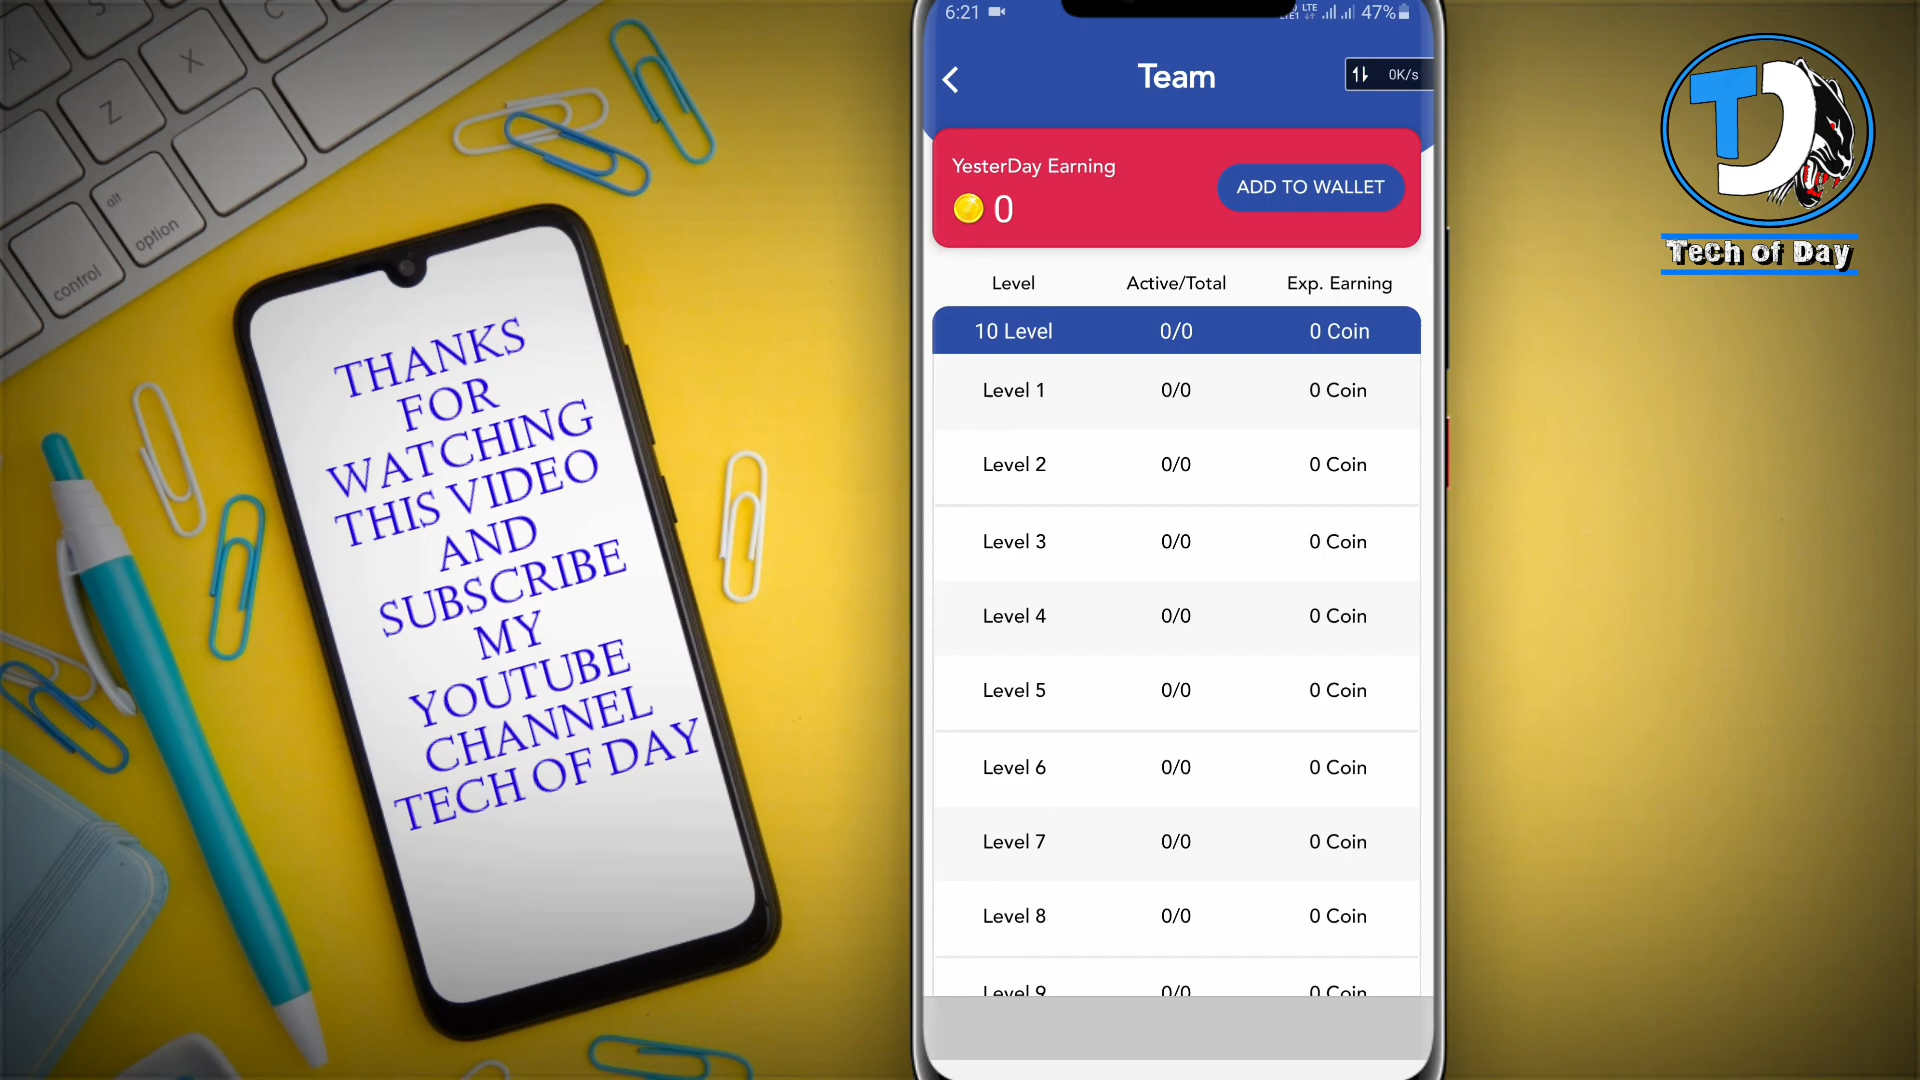 A
S
C
Z
X
alt
option
control
THANKS
FOR
WATCHING
THIS VIDEO
AND
SUBSCRIBE
MY
YOUTUBE
CHANNEL
TECH OF DAY
6:21
LTE
LTE1
47%
Team
0K/s
YesterDay Earning
0
ADD TO WALLET
Level Active/Total Exp. Earning
10 Level 0/0 0 Coin
Level 1 0/0 0 Coin
Level 2 0/0 0 Coin
Level 3 0/0 0 Coin
Level 4 0/0 0 Coin
Level 5 0/0 0 Coin
Level 6 0/0 0 Coin
Level 7 0/0 0 Coin
Level 8 0/0 0 Coin
Level 9 0/0 0 Coin
TD
Tech of Day